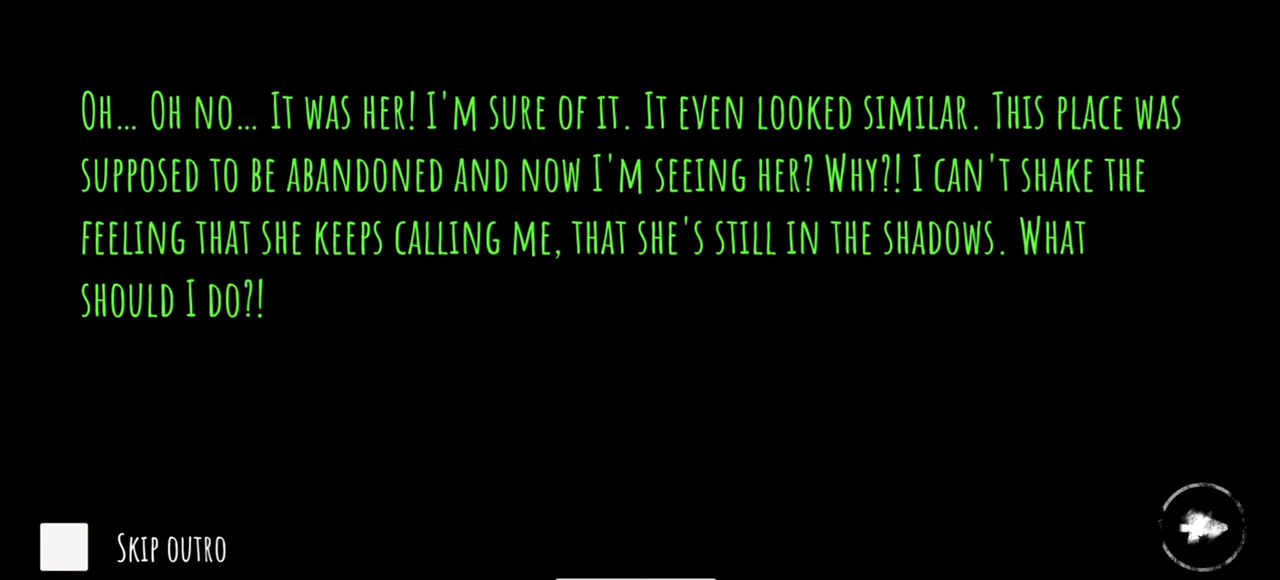 Oh... Oh no... It was her! I'm sure of it. It even looked similar. This place was
supposed to be abandoned and now I'm seeing her? Why?! I can't shake the
feeling that she keeps calling me, that she's still in the shadows. What
should I do?!
Skip outro